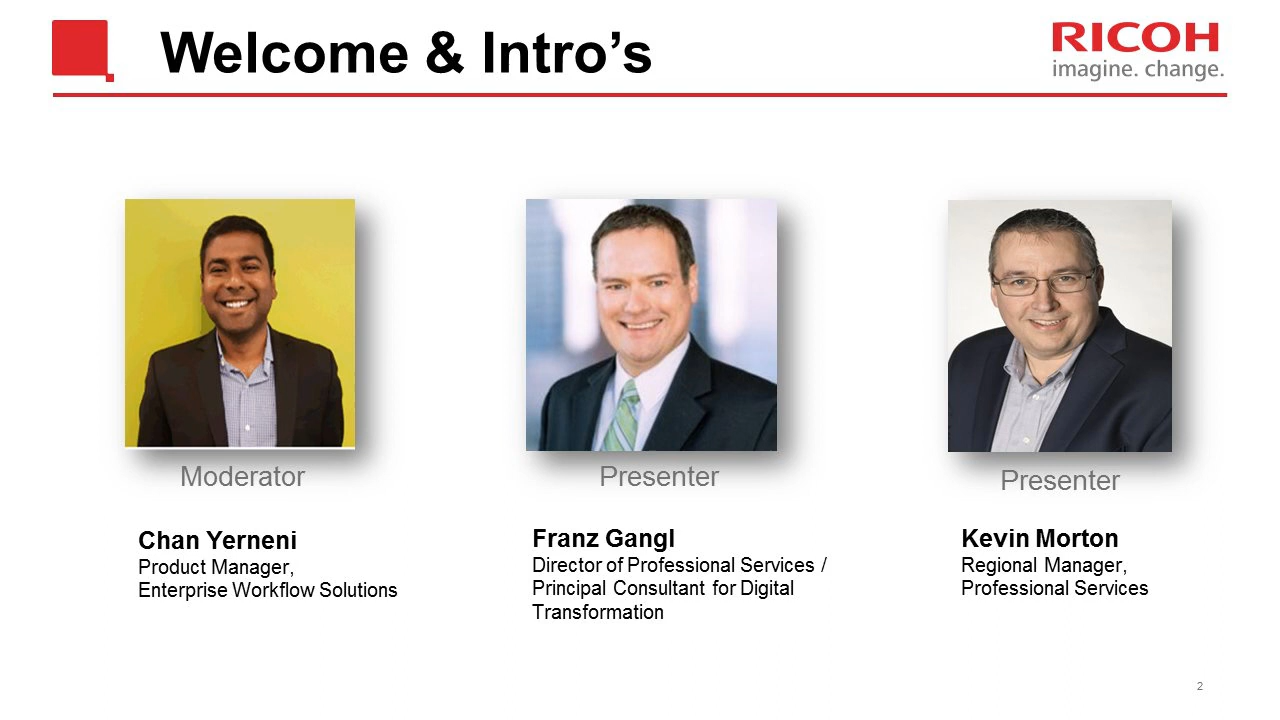 Welcome & Intro’s
RICOH
imagine. change.
Moderator
Presenter
Presenter
Chan Yerneni
Product Manager,
Enterprise Workflow Solutions
Franz Gangl
Director of Professional Services /
Principal Consultant for Digital
Transformation
Kevin Morton
Regional Manager,
Professional Services
2